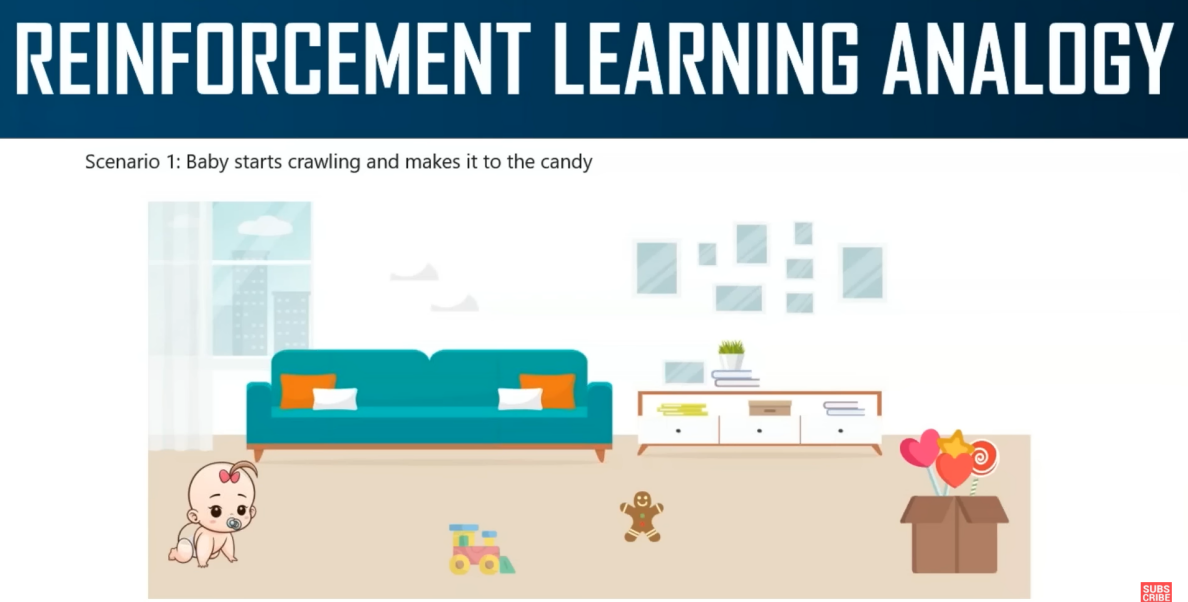 REINFORCEMENT LEARNING ANALOGY
Scenario 1: Baby starts crawling and makes it to the candy
SUBS
CRIBE